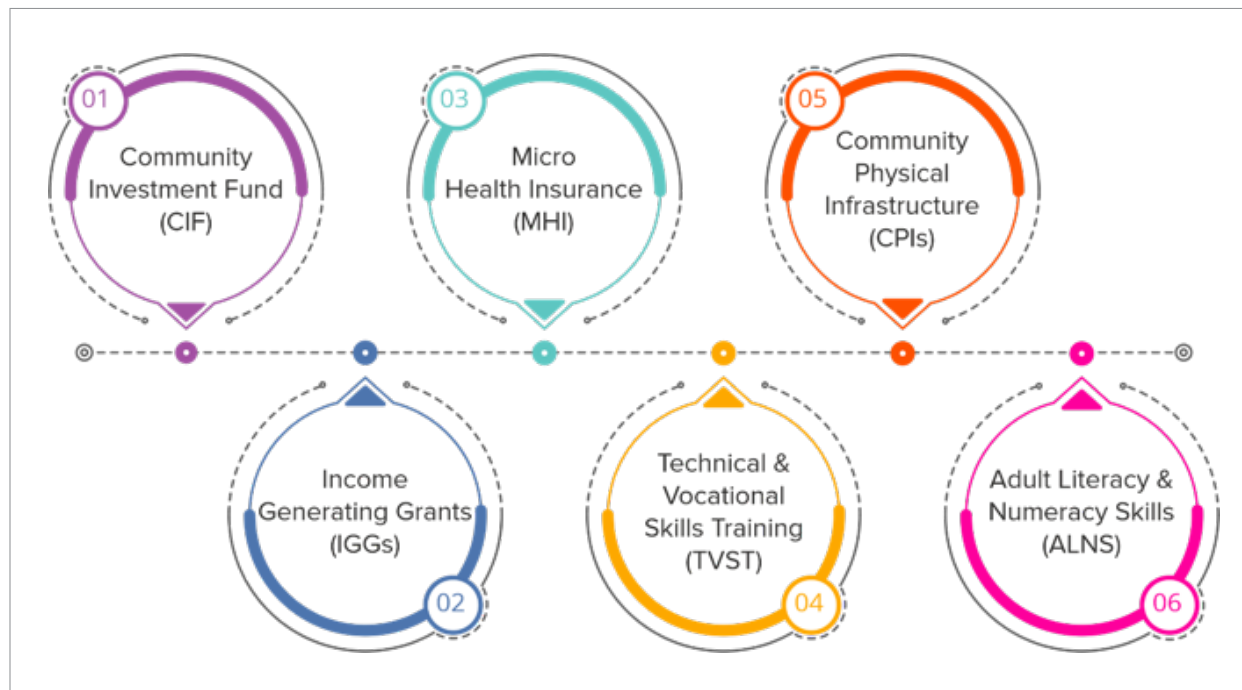 01
Community
Investment Fund
(CIF)
02
Income
Generating Grants
(IGGs)
03
Micro
Health Insurance
(MHI)
04
Technical &
Vocational
Skills Training
(TVST)
05
Community
Physical
Infrastructure
(CPIs)
06
Adult Literacy &
Numeracy Skills
(ALNS)